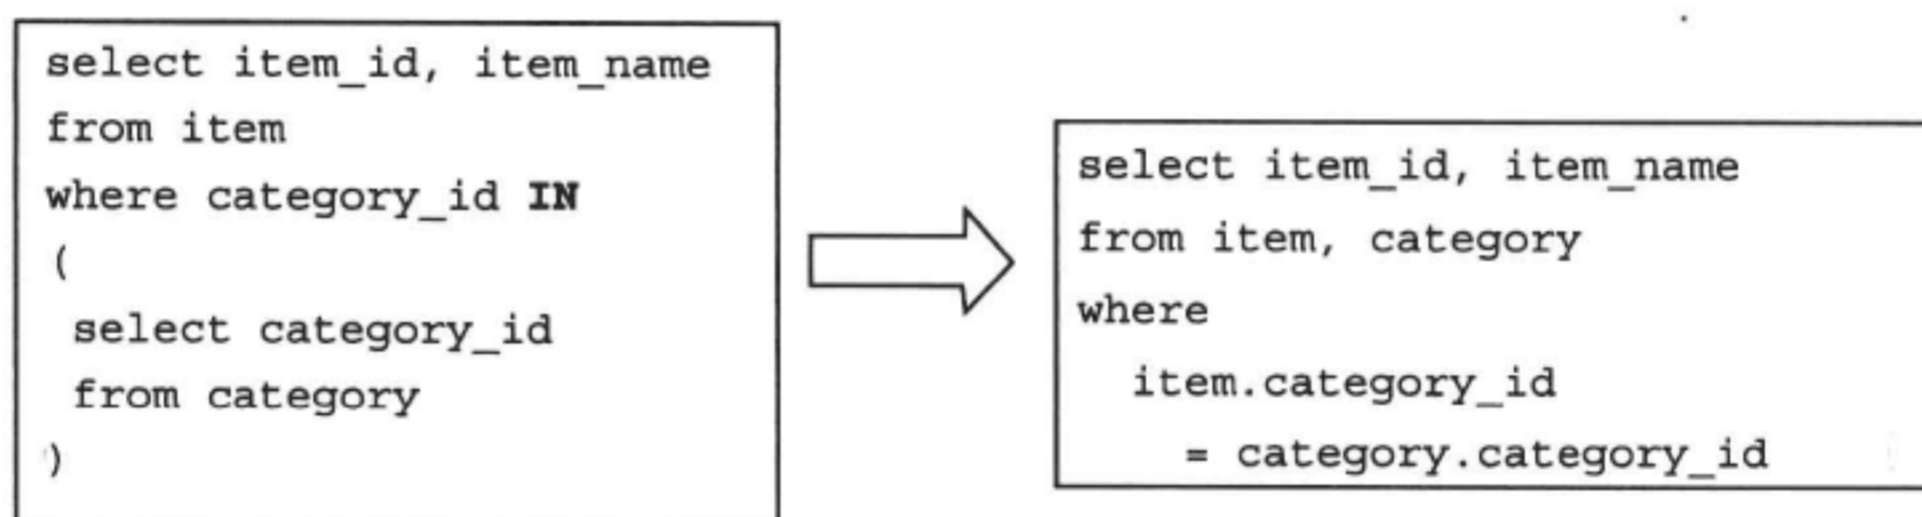 select item_id, item_name
from item
where category_id IN
(
select category_id
from category
)
select item_id, item_name
from item, category
where
item.category_id
= category.category_id